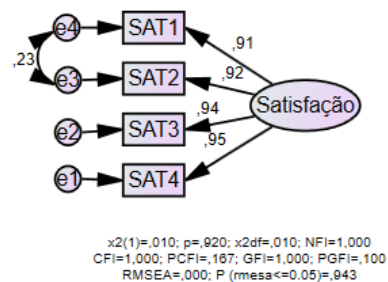 e4
SAT1
,91
,23
e3
SAT2
,92
Satisfação
e2
SAT3
,94
,95
e1
SAT4
x2(1)=,010; p=,920; x2df=,010; NFI=1,000
CFI=1,000; PCFI=,167; GFI=1,000; PGFI=,100
RMSEA=,000; P (rmesa<=0.05)=,943